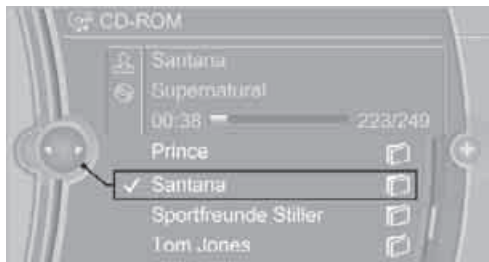 CD-ROM
Santana
Supernatural
00:38 223/249
Prince
Santana
Sportfreunde Stiller
Tom Jones